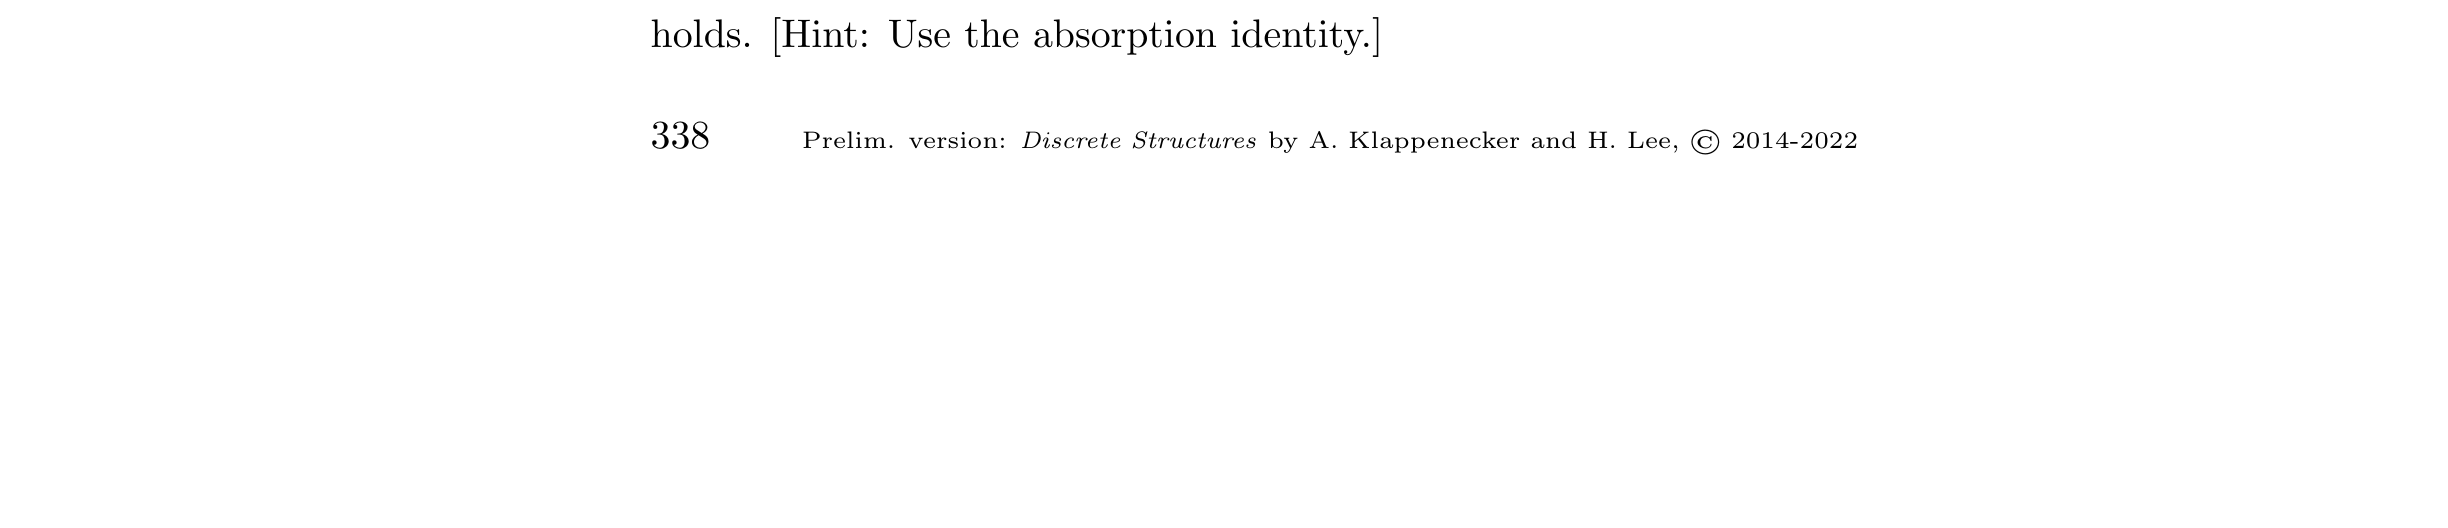 holds. [Hint: Use the absorption identity.]
338 Prelim. version: Discrete Structures by A. Klappenecker and H. Lee, © 2014-2022